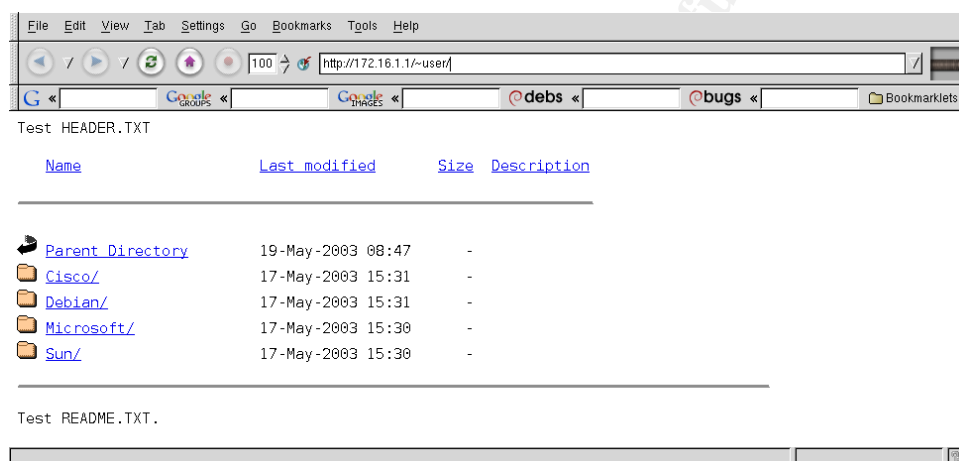 File Edit View Tab Settings Go Bookmarks Tools Help
100 http://172.16.1.1/~user/
G « Google GROUPS « Google IMAGES « debs « bugs « Bookmarklets
Test HEADER.TXT
Name Last modified Size Description
Parent Directory 19-May-2003 08:47 -
Cisco/ 17-May-2003 15:31 -
Debian/ 17-May-2003 15:31 -
Microsoft/ 17-May-2003 15:30 -
Sun/ 17-May-2003 15:30 -
Test README.TXT.